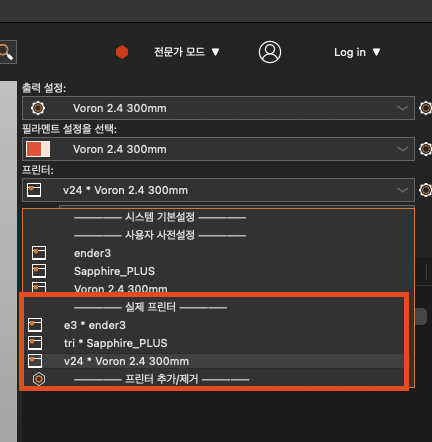 전문가 모드 ▼
Log in ▼
출력 설정:
Voron 2.4 300mm
필라멘트 설정을 선택:
Voron 2.4 300mm
프린터:
v24 * Voron 2.4 300mm
———— 시스템 기본설정 ————
———— 사용자 사전설정 ————
ender3
Sapphire_PLUS
Voron 2.4 300mm
———— 실제 프린터 ————
e3 * ender3
tri * Sapphire_PLUS
v24 * Voron 2.4 300mm
———— 프린터 추가/제거 ————